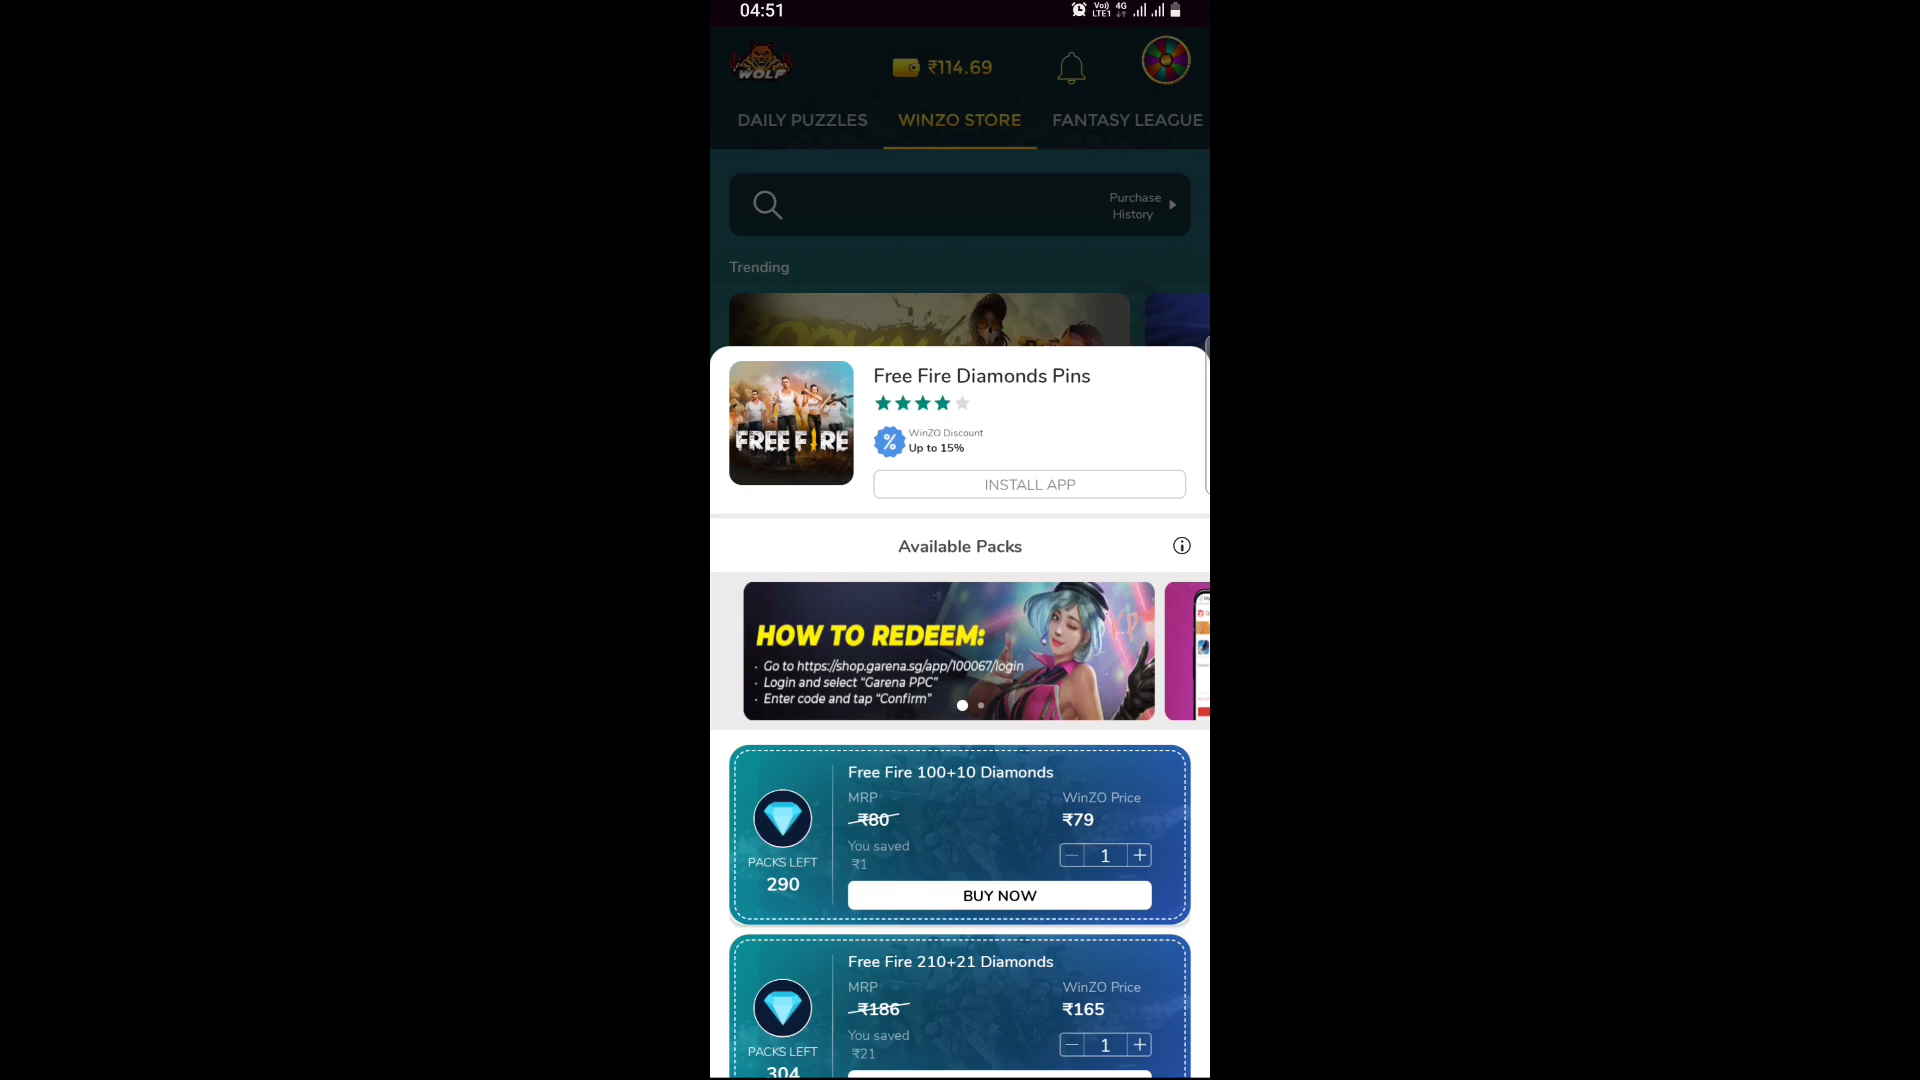 04:51
Vo) 4G
LTE1
WOLF
₹114.69
DAILY PUZZLES WINZO STORE FANTASY LEAGUE
Purchase
History
Trending
Free Fire Diamonds Pins
FREE FIRE
WinZO Discount
% Up to 15%
INSTALL APP
Available Packs
HOW TO REDEEM:
· Go to https://shop.garena.sg/app/100067/login
· Login and select “Garena PPC”
· Enter code and tap “Confirm”
Free Fire 100+10 Diamonds
MRP WinZO Price
₹80 ₹79
You saved
₹1
− 1 +
PACKS LEFT
290
BUY NOW
Free Fire 210+21 Diamonds
MRP WinZO Price
₹186 ₹165
You saved
₹21
− 1 +
PACKS LEFT
304